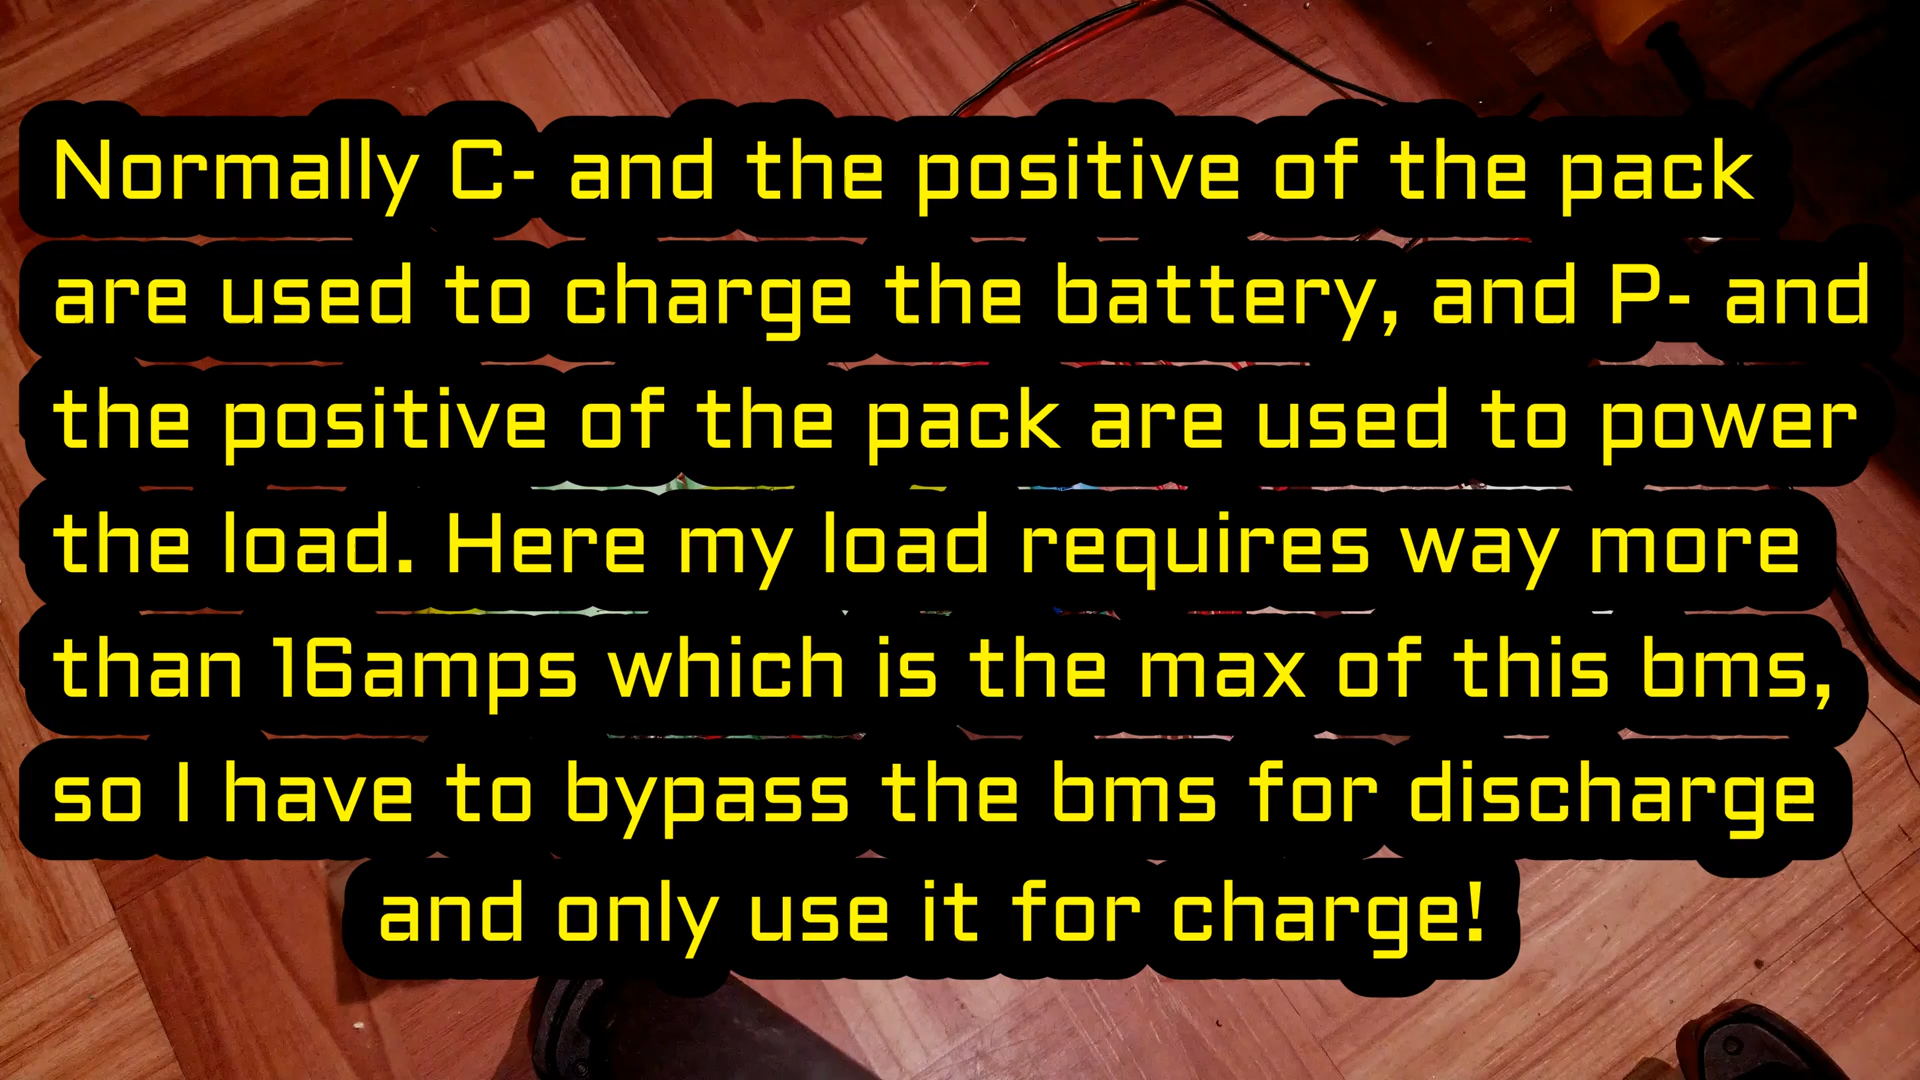 Normally C- and the positive of the pack
are used to charge the battery, and P- and
the positive of the pack are used to power
the load. Here my load requires way more
than 16amps which is the max of this bms,
so I have to bypass the bms for discharge
and only use it for charge!